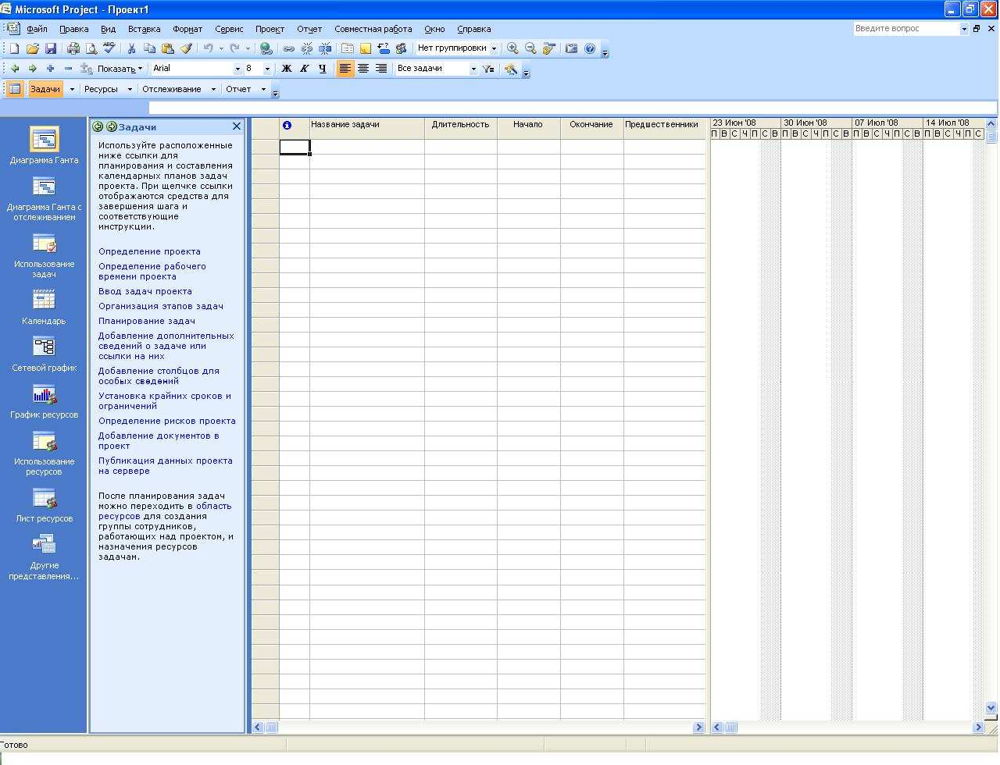 Microsoft Project - Проект1
Файл Правка Вид Вставка Формат Сервис Проект Отчет Совместная работа Окно Справка Введите вопрос
Нет группировки
Показать Arial 8 Ж К Ч Все задачи
Задачи Ресурсы Отслеживание Отчет
Диаграмма Ганта
Диаграмма Ганта с
отслеживанием
Использование
задач
Календарь
Сетевой график
График ресурсов
Использование
ресурсов
Лист ресурсов
Другие
представления...
Задачи
Используйте расположенные
ниже ссылки для
планирования и составления
календарных планов задач
проекта. При щелчке ссылки
отображаются средства для
завершения шага и
соответствующие
инструкции.
Определение проекта
Определение рабочего
времени проекта
Ввод задач проекта
Организация этапов задач
Планирование задач
Добавление дополнительных
сведений о задаче или
ссылки на них
Добавление столбцов для
особых сведений
Установка крайних сроков и
ограничений
Определение рисков проекта
Добавление документов в
проект
Публикация данных проекта
на сервере
После планирования задач
можно переходить в область
ресурсов для создания
группы сотрудников,
работающих над проектом, и
назначения ресурсов
задачам.
Название задачи Длительность Начало Окончание Предшественники
23 Июн '08 30 Июн '08 07 Июл '08 14 Июл '08
П В С Ч П С В П В С Ч П С В П В С Ч П С В П В С Ч П С
Готово